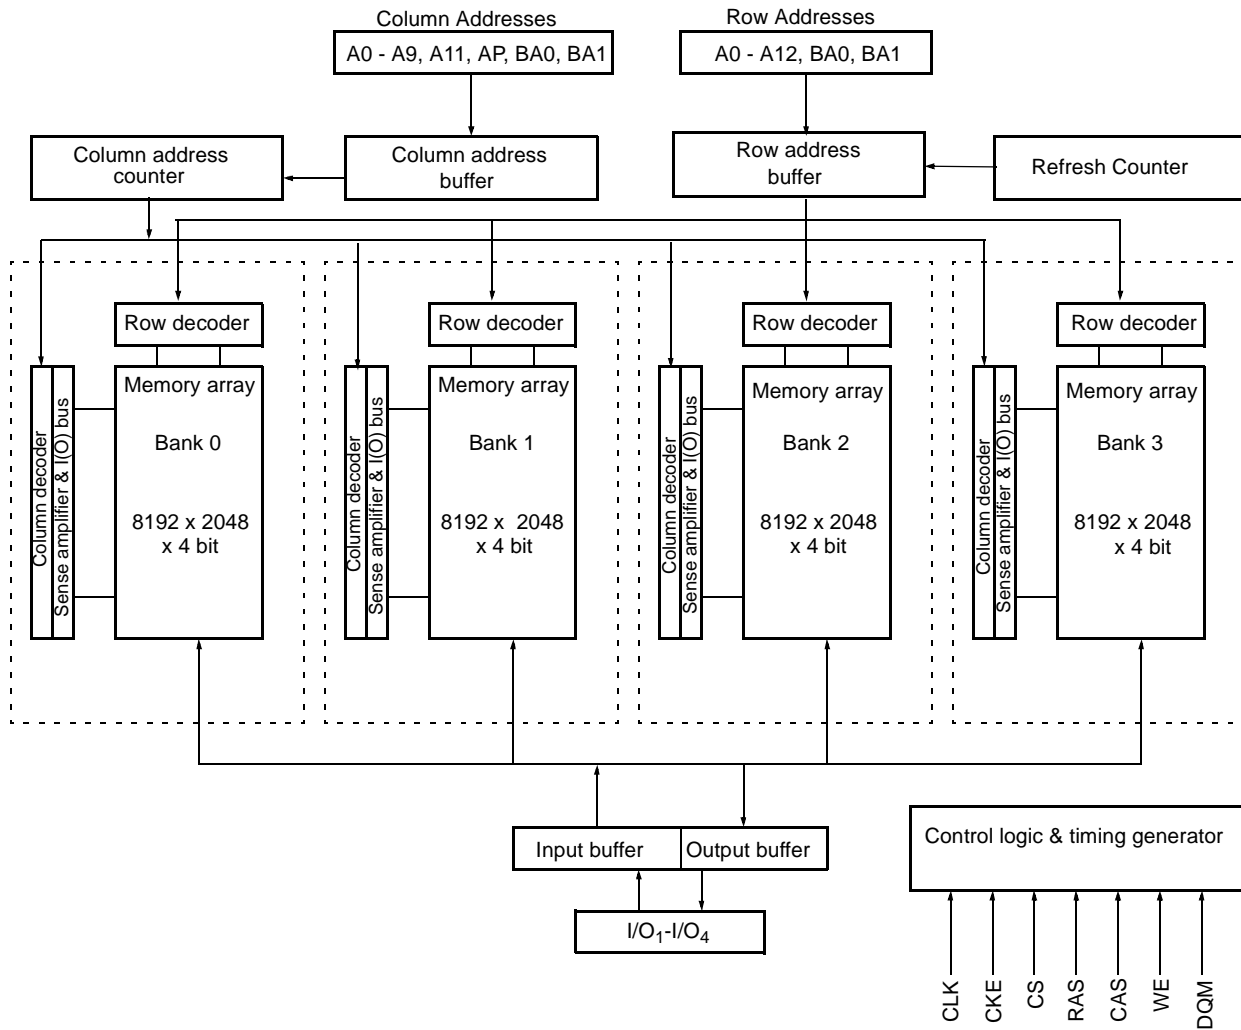 Column Addresses
Row Addresses
A0 - A9, A11, AP, BA0, BA1
A0 - A12, BA0, BA1
Column address
counter
Column address
buffer
Row address
buffer
Refresh Counter
Row decoder
Row decoder
Row decoder
Row decoder
Column decoder
Sense amplifier & I(O) bus
Memory array
Bank 0
8192 x 2048
x 4 bit
Column decoder
Sense amplifier & I(O) bus
Memory array
Bank 1
8192 x 2048
x 4 bit
Column decoder
Sense amplifier & I(O) bus
Memory array
Bank 2
8192 x 2048
x 4 bit
Column decoder
Sense amplifier & I(O) bus
Memory array
Bank 3
8192 x 2048
x 4 bit
Input buffer
Output buffer
Control logic & timing generator
I/O1-I/O4
CLK
CKE
CS
RAS
CAS
WE
DQM